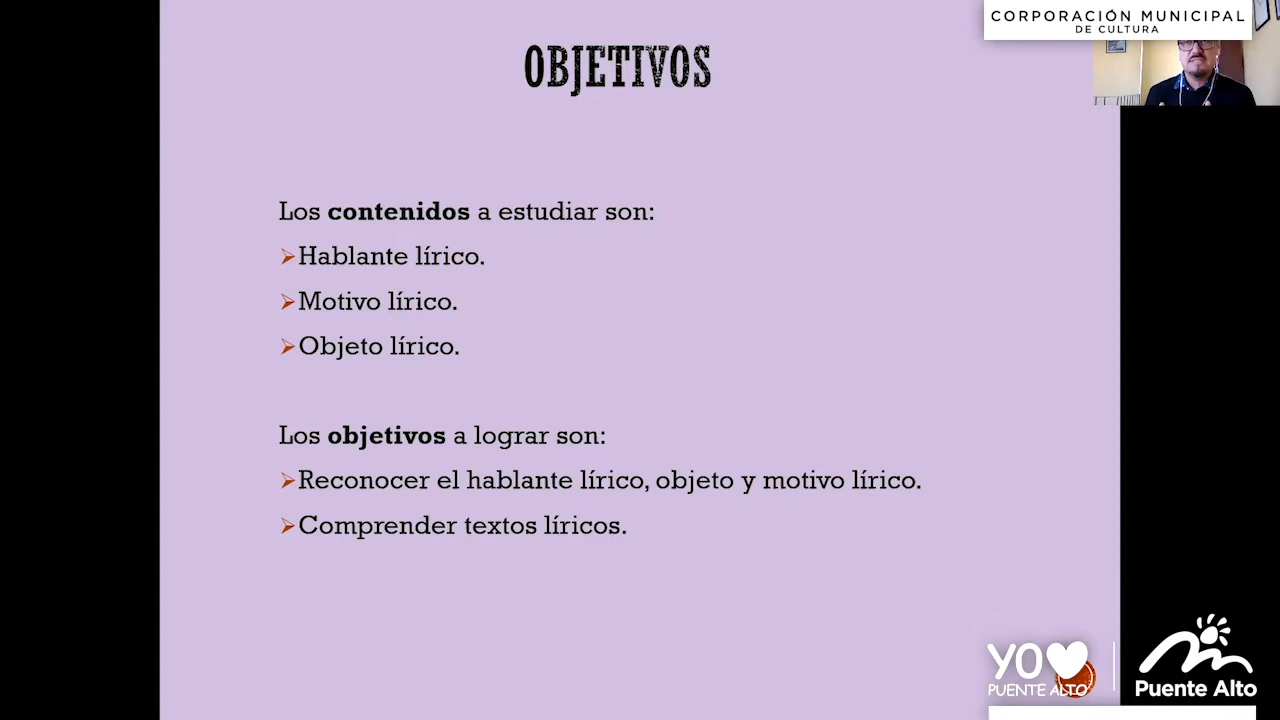 CORPORACIÓN MUNICIPAL
DE CULTURA
OBJETIVOS
Los contenidos a estudiar son:
Hablante lírico.
Motivo lírico.
Objeto lírico.
Los objetivos a lograr son:
Reconocer el hablante lírico, objeto y motivo lírico.
Comprender textos líricos.
YO
PUENTE ALTO
Puente Alto